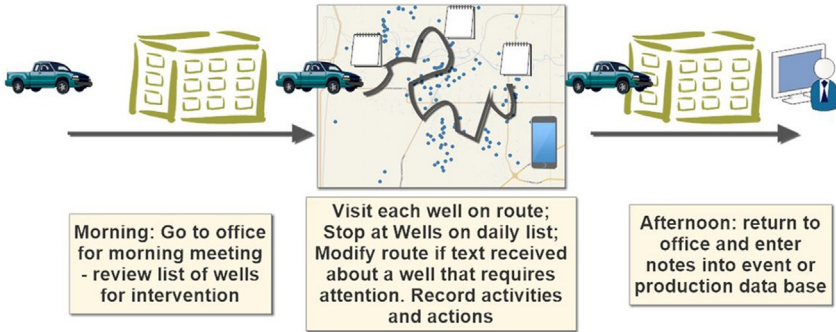 Morning: Go to office
for morning meeting
- review list of wells
for intervention
Visit each well on route;
Stop at Wells on daily list;
Modify route if text received
about a well that requires
attention. Record activities
and actions
Afternoon: return to
office and enter
notes into event or
production data base